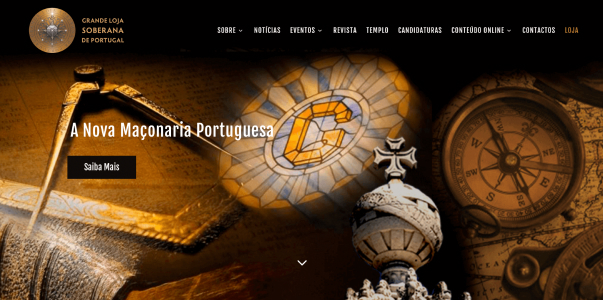 GRANDE LOJA
SOBERANA
DE PORTUGAL
SOBRE NOTÍCIAS EVENTOS REVISTA TEMPLO CANDIDATURAS CONTEÚDO ONLINE CONTACTOS LOJA
A Nova Maçonaria Portuguesa
Saiba Mais
G
W
E
S